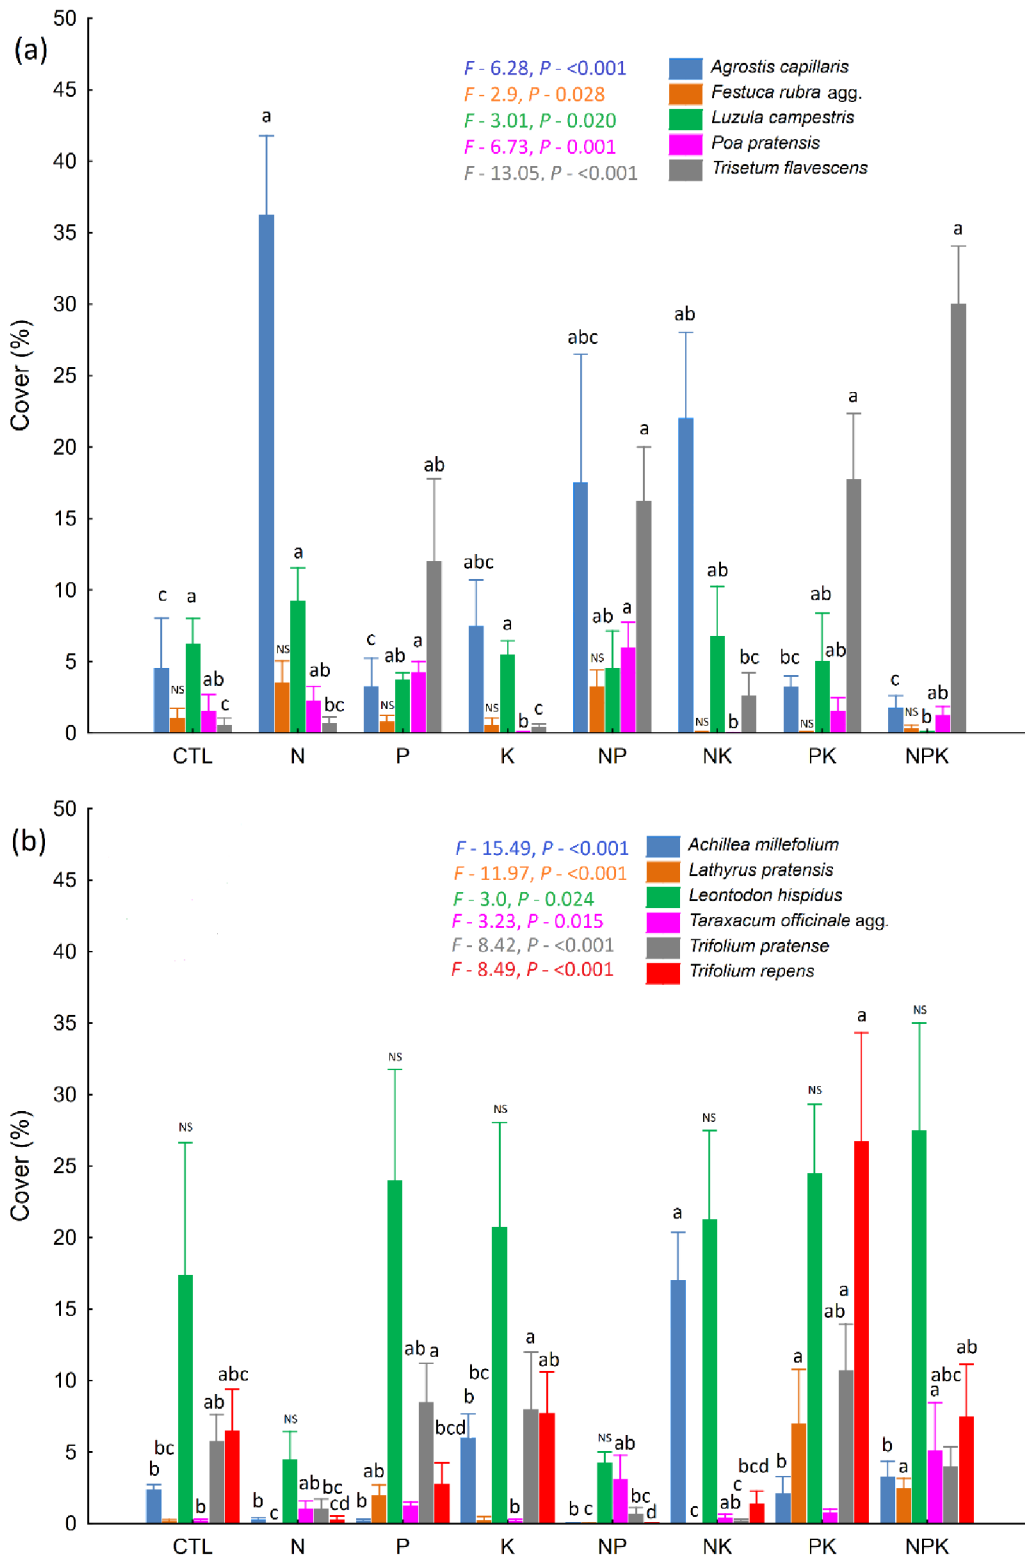 (a)
50
45
40
35
30
25
20
15
10
5
0
Cover (%)
F - 6.28, P - <0.001 Agrostis capillaris
F - 2.9, P - 0.028 Festuca rubra agg.
F - 3.01, P - 0.020 Luzula campestris
F - 6.73, P - 0.001 Poa pratensis
F - 13.05, P - <0.001 Trisetum flavescens
c NS a ab c
a NS a ab bc
c NS ab a ab
abc NS a b c
abc NS ab a a
ab NS ab b bc
bc NS ab ab a
c NS b ab a
CTL N P K NP NK PK NPK
(b)
50
45
40
35
30
25
20
15
10
5
0
Cover (%)
F - 15.49, P - <0.001 Achillea millefolium
F - 11.97, P - <0.001 Lathyrus pratensis
F - 3.0, P - 0.024 Leontodon hispidus
F - 3.23, P - 0.015 Taraxacum officinale agg.
F - 8.42, P - <0.001 Trifolium pratense
F - 8.49, P - <0.001 Trifolium repens
b bc NS b ab abc
b c NS ab bc cd
b ab NS ab a bcd
b bc NS b a ab
b c NS ab bc d
a c NS ab c bcd
b a NS ab a a
b a NS a abc ab
CTL N P K NP NK PK NPK